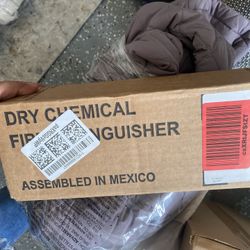 DRY CHEMICAL
FIRE EXTINGUISHER
ASSEMBLED IN MEXICO